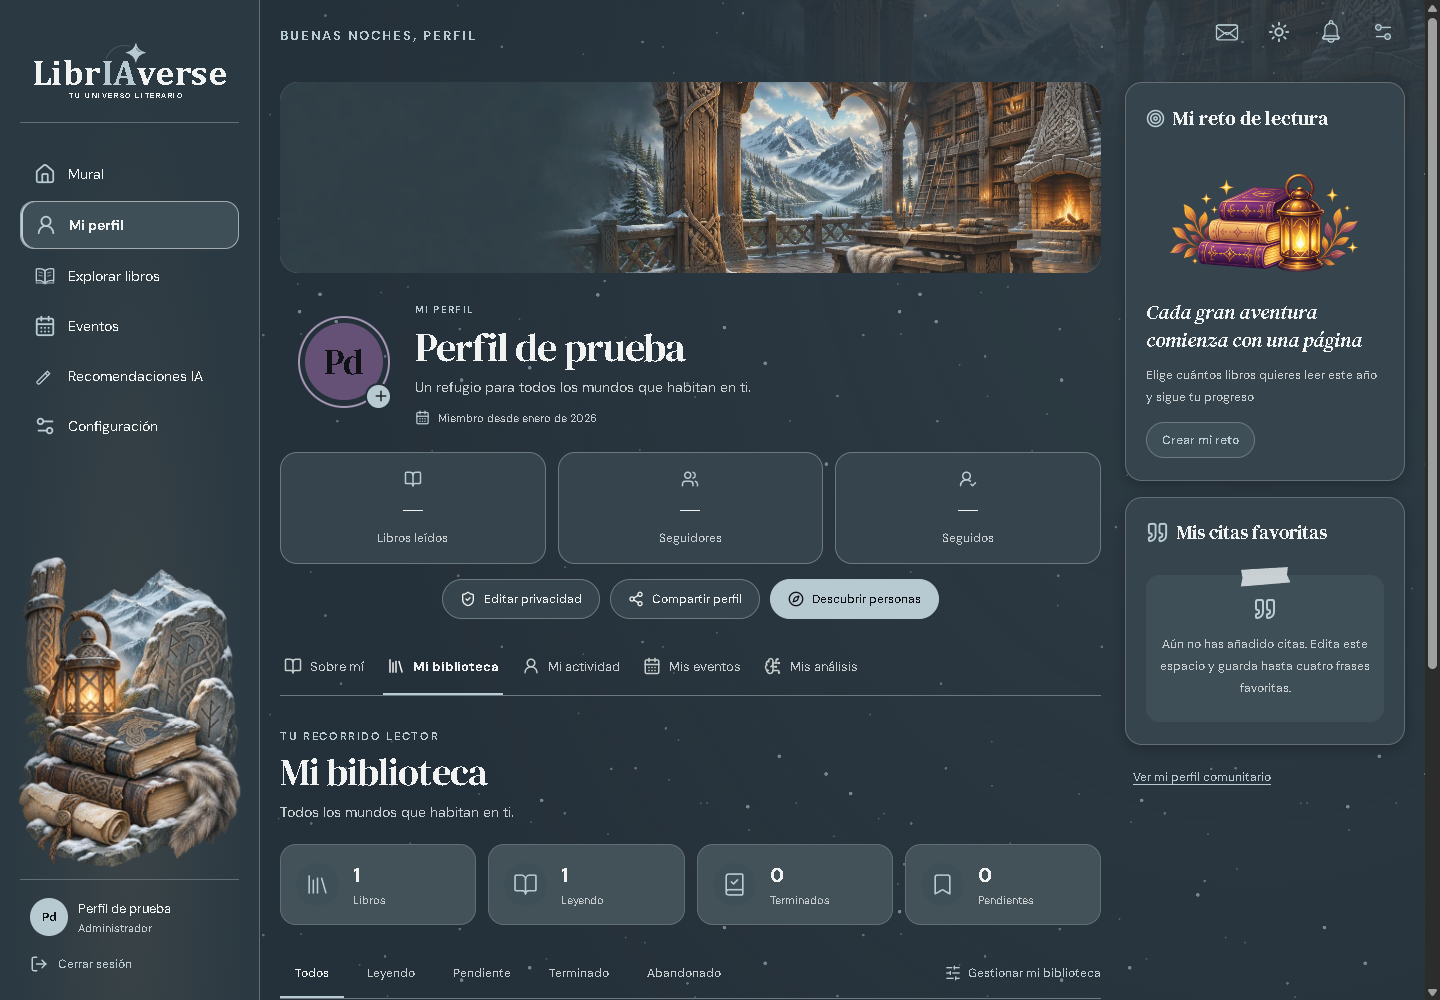 LibrIAverse
TU UNIVERSO LITERARIO
Mural
Mi perfil
Explorar libros
Eventos
Recomendaciones IA
Configuración
Pd
Perfil de prueba
Administrador
Cerrar sesión
BUENAS NOCHES, PERFIL
MI PERFIL
Pd
Perfil de prueba
Un refugio para todos los mundos que habitan en ti.
Miembro desde enero de 2026
—
Libros leídos
—
Seguidores
—
Seguidos
Editar privacidad
Compartir perfil
Descubrir personas
Sobre mí
Mi biblioteca
Mi actividad
Mis eventos
Mis análisis
TU RECORRIDO LECTOR
Mi biblioteca
Todos los mundos que habitan en ti.
1
Libros
1
Leyendo
0
Terminados
0
Pendientes
Todos
Leyendo
Pendiente
Terminado
Abandonado
Gestionar mi biblioteca
Mi reto de lectura
Cada gran aventura
comienza con una página
Elige cuántos libros quieres leer este año
y sigue tu progreso
Crear mi reto
Mis citas favoritas
Aún no has añadido citas. Edita este
espacio y guarda hasta cuatro frases
favoritas.
Ver mi perfil comunitario